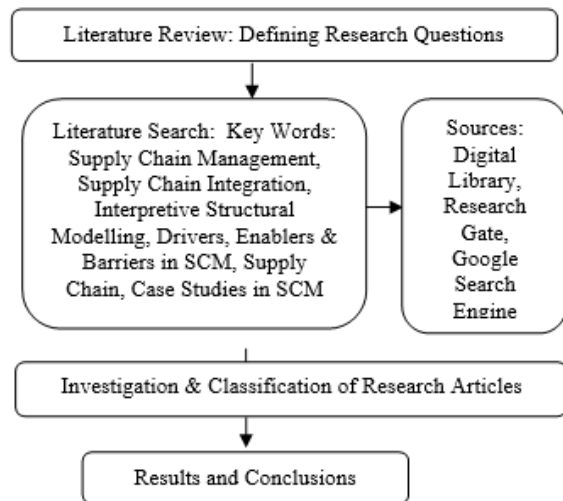 Literature Review: Defining Research Questions
Literature Search: Key Words:
Supply Chain Management,
Supply Chain Integration,
Interpretive Structural
Modelling, Drivers, Enablers &
Barriers in SCM, Supply
Chain, Case Studies in SCM
Sources:
Digital
Library,
Research
Gate,
Google
Search
Engine
Investigation & Classification of Research Articles
Results and Conclusions